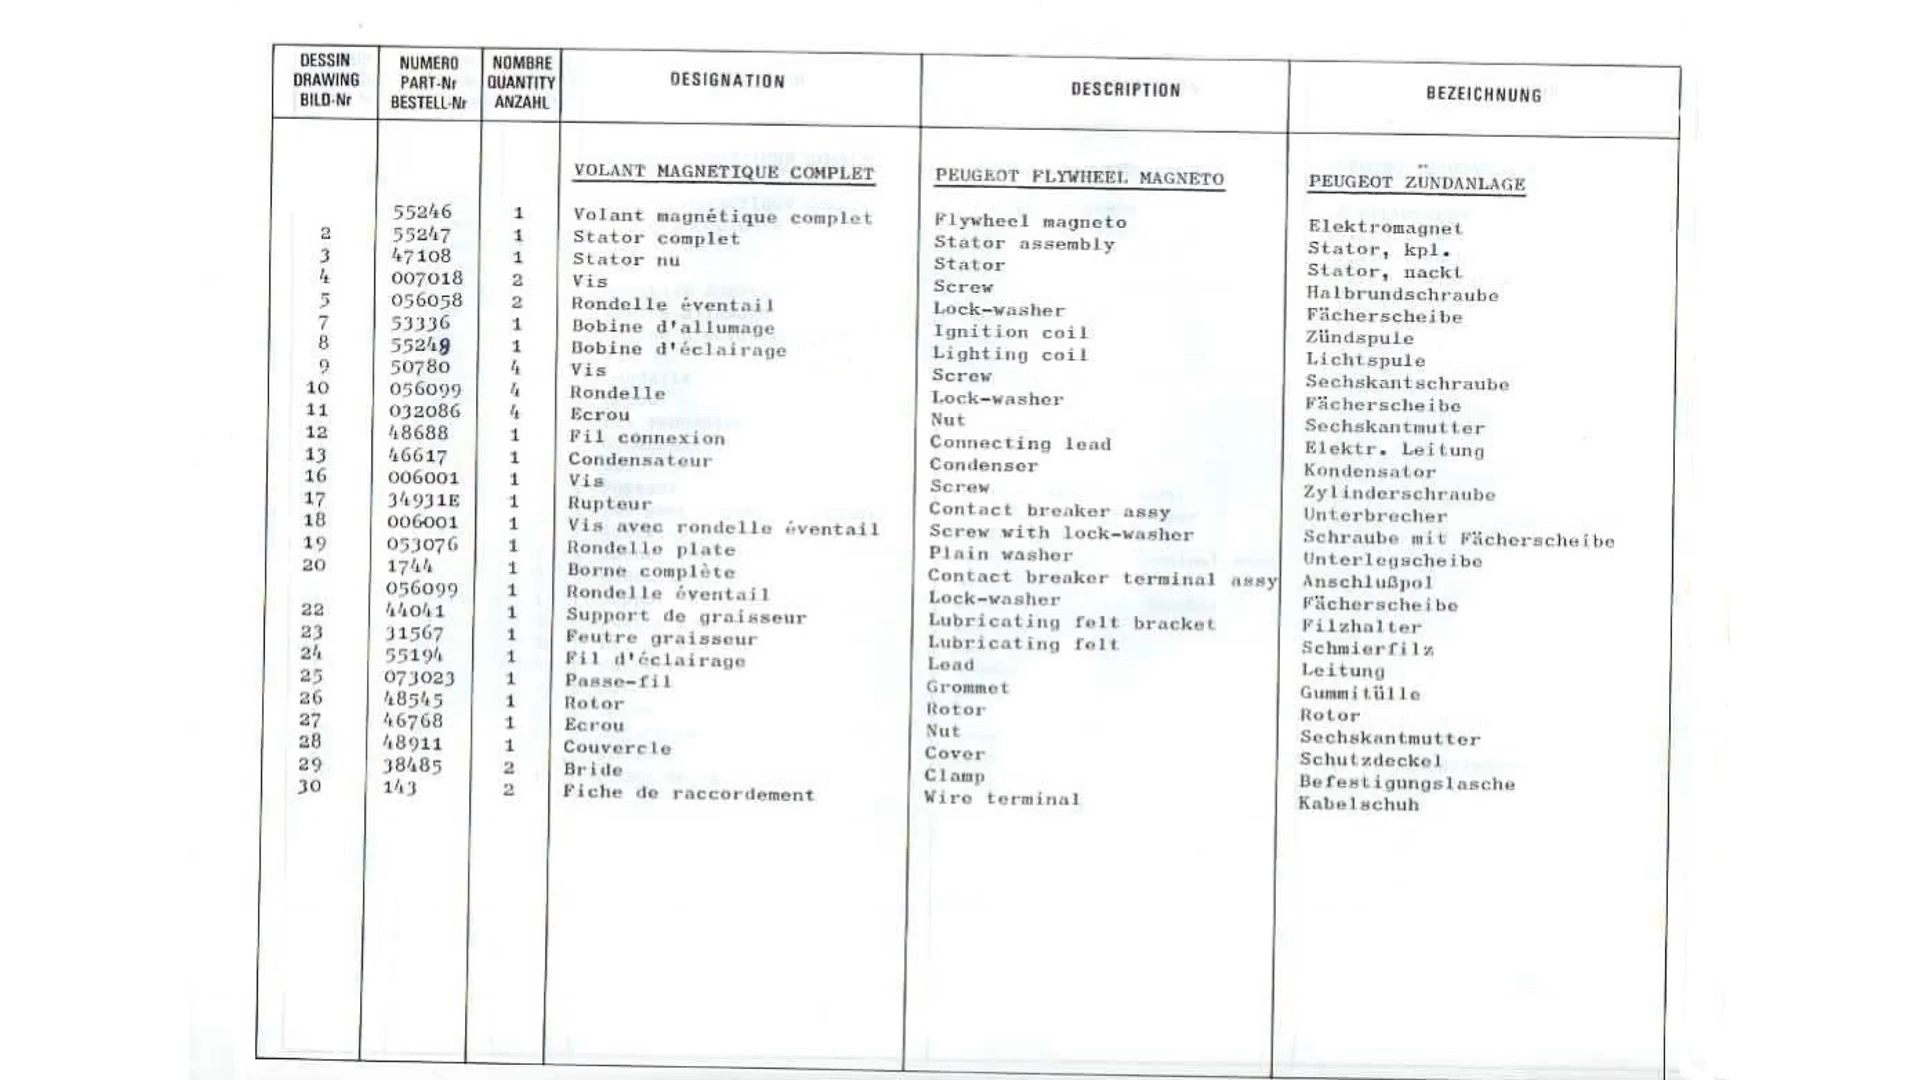 DESSIN DRAWING BILD-Nr | NUMERO PART-Nr BESTELL-Nr | NOMBRE QUANTITY ANZAHL | DESIGNATION | DESCRIPTION | BEZEICHNUNG
VOLANT MAGNETIQUE COMPLET | PEUGEOT FLYWHEEL MAGNETO | PEUGEOT ZÜNDANLAGE
55246 1 Volant magnétique complet Flywheel magneto Elektromagnet
2 55247 1 Stator complet Stator assembly Stator, kpl.
3 47108 1 Stator nu Stator Stator, nackt
4 007018 2 Vis Screw Halbrundschraube
5 056058 2 Rondelle éventail Lock-washer Fächerscheibe
7 53336 1 Bobine d'allumage Ignition coil Zündspule
8 55249 1 Bobine d'éclairage Lighting coil Lichtspule
9 50780 4 Vis Screw Sechskantschraube
10 056099 4 Rondelle Lock-washer Fächerscheibe
11 032086 4 Ecrou Nut Sechskantmutter
12 48688 1 Fil connexion Connecting lead Elektr. Leitung
13 46617 1 Condensateur Condenser Kondensator
16 006001 1 Vis Screw Zylinderschraube
17 34931E 1 Rupteur Contact breaker assy Unterbrecher
18 006001 1 Vis avec rondelle éventail Screw with lock-washer Schraube mit Fächerscheibe
19 053076 1 Rondelle plate Plain washer Unterlegscheibe
20 1744 1 Borne complète Contact breaker terminal assy Anschlußpol
056099 1 Rondelle éventail Lock-washer Fächerscheibe
22 44041 1 Support de graisseur Lubricating felt bracket Filzhalter
23 31567 1 Feutre graisseur Lubricating felt Schmierfilz
24 55194 1 Fil d'éclairage Lead Leitung
25 073023 1 Passe-fil Grommet Gummitülle
26 48545 1 Rotor Rotor Rotor
27 46768 1 Ecrou Nut Sechskantmutter
28 48911 1 Couvercle Cover Schutzdeckel
29 38485 2 Bride Clamp Befestigungslasche
30 143 2 Fiche de raccordement Wire terminal Kabelschuh